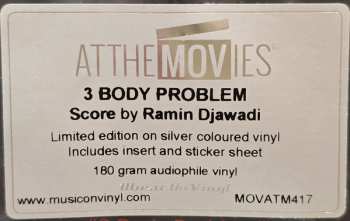 ATTHEMOVIES®
3 BODY PROBLEM
Score by Ramin Djawadi
Limited edition on silver coloured vinyl
Includes insert and sticker sheet
180 gram audiophile vinyl
www.musiconvinyl.com MOVATM417